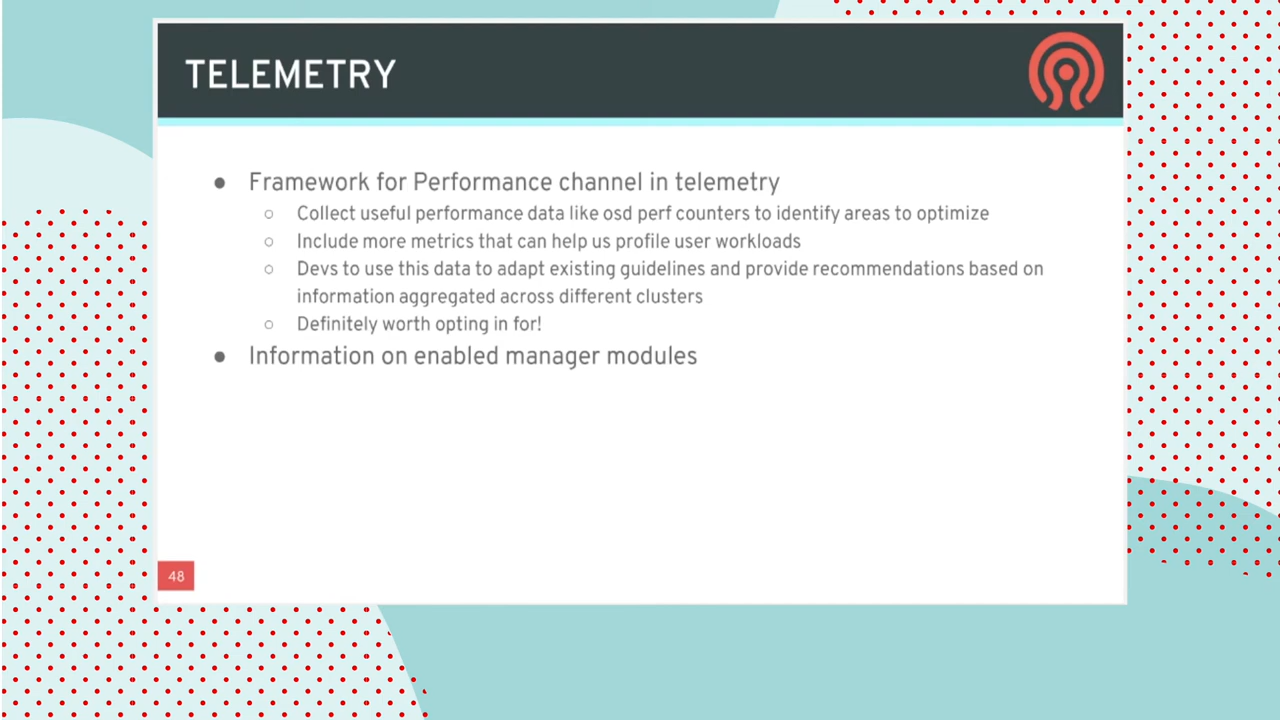 TELEMETRY
● Framework for Performance channel in telemetry
○ Collect useful performance data like osd perf counters to identify areas to optimize
○ Include more metrics that can help us profile user workloads
○ Devs to use this data to adapt existing guidelines and provide recommendations based on
information aggregated across different clusters
○ Definitely worth opting in for!
● Information on enabled manager modules
48